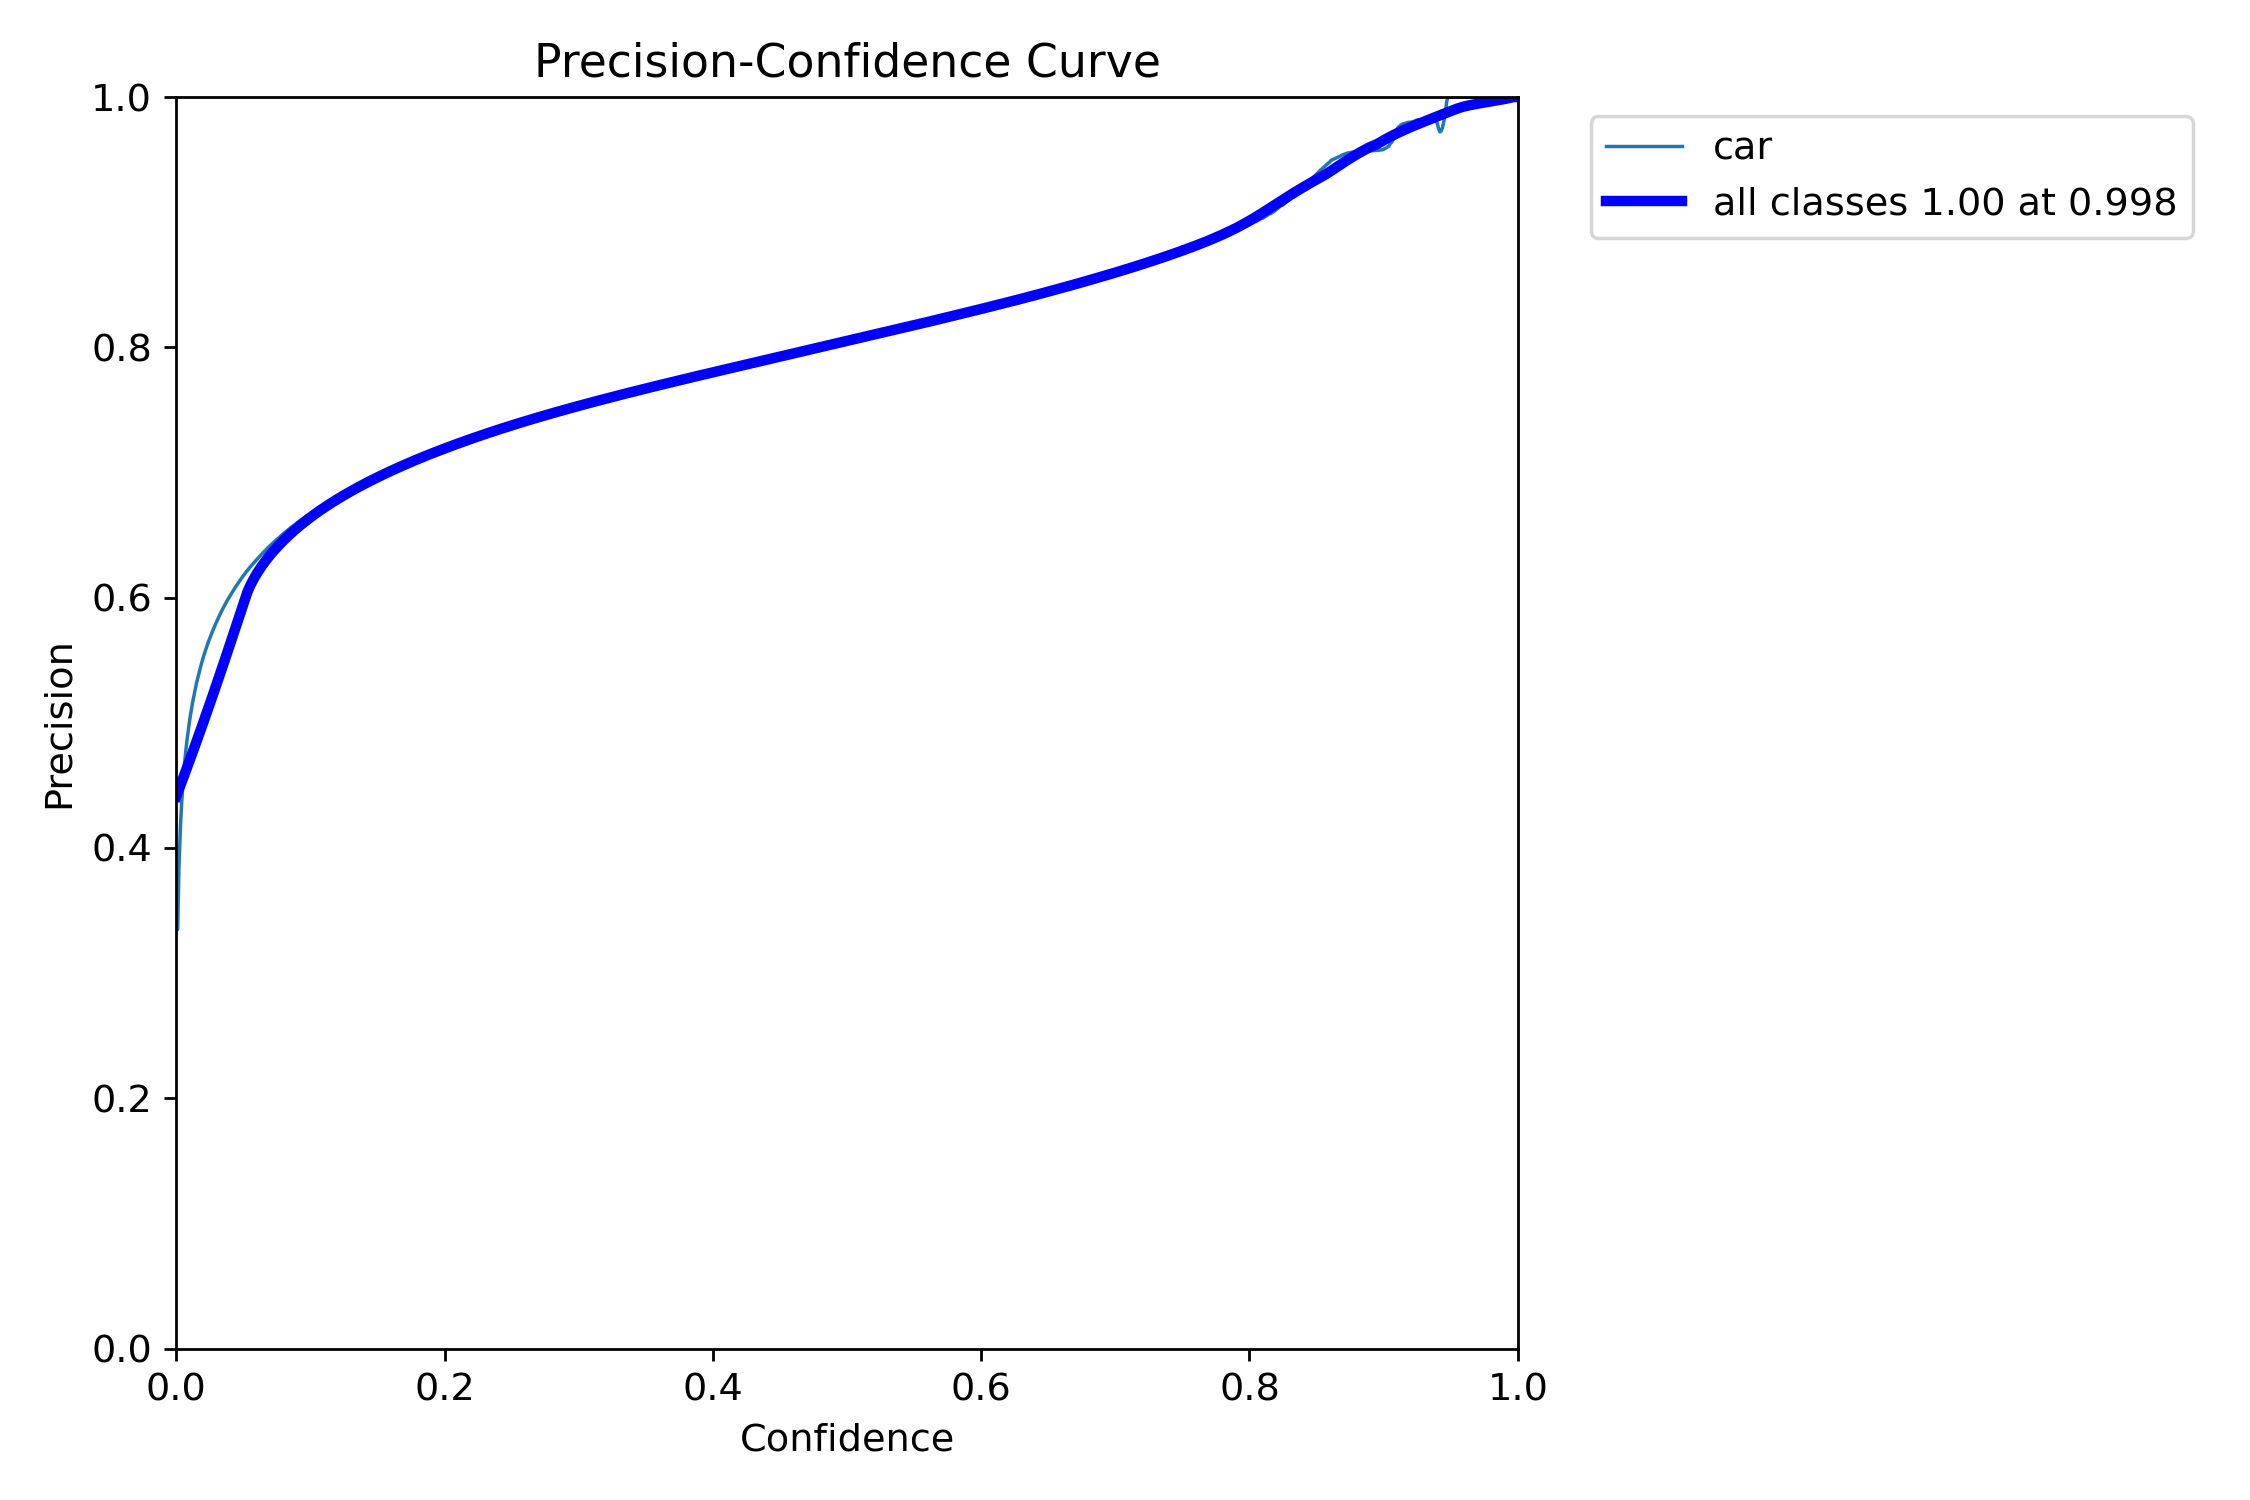 Precision-Confidence Curve
car
all classes 1.00 at 0.998
Precision
1.0
0.8
0.6
0.4
0.2
0.0
0.0 0.2 0.4 0.6 0.8 1.0
Confidence